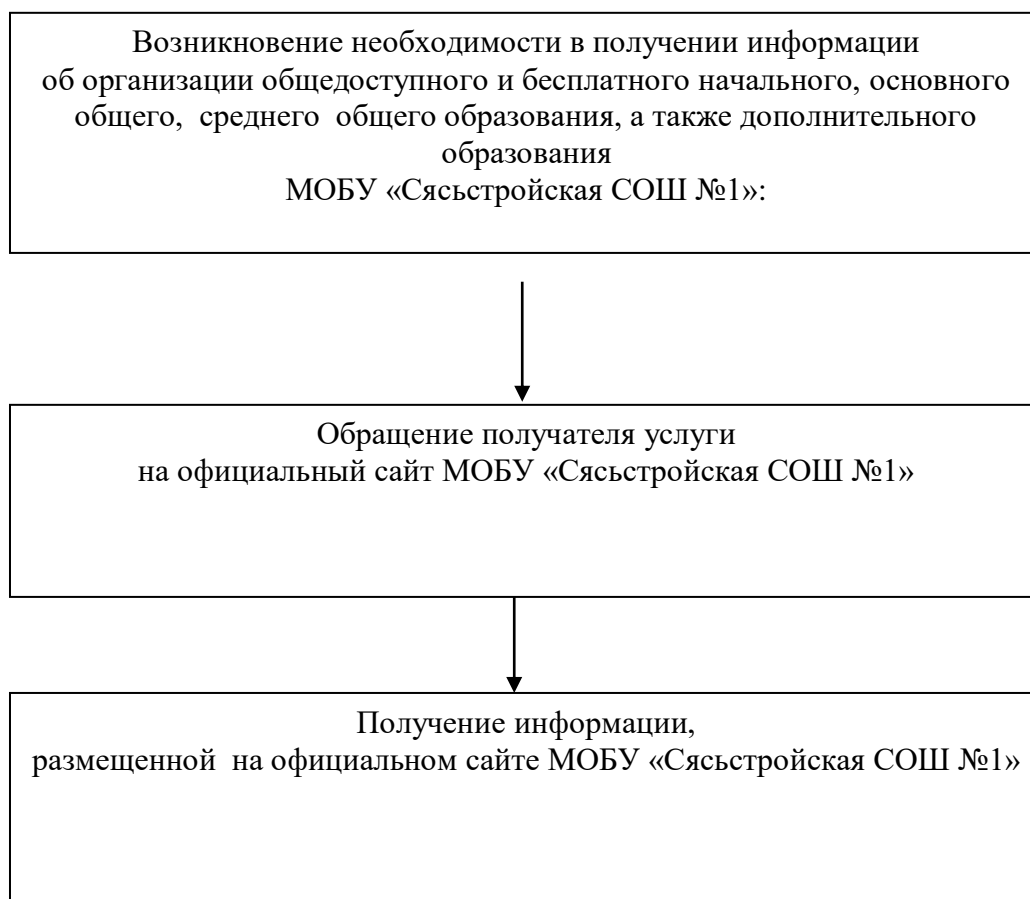 Возникновение необходимости в получении информации
об организации общедоступного и бесплатного начального, основного
общего, среднего общего образования, а также дополнительного
образования
МОБУ «Сясьстройская СОШ №1»:
Обращение получателя услуги
на официальный сайт МОБУ «Сясьстройская СОШ №1»
Получение информации,
размещенной на официальном сайте МОБУ «Сясьстройская СОШ №1»